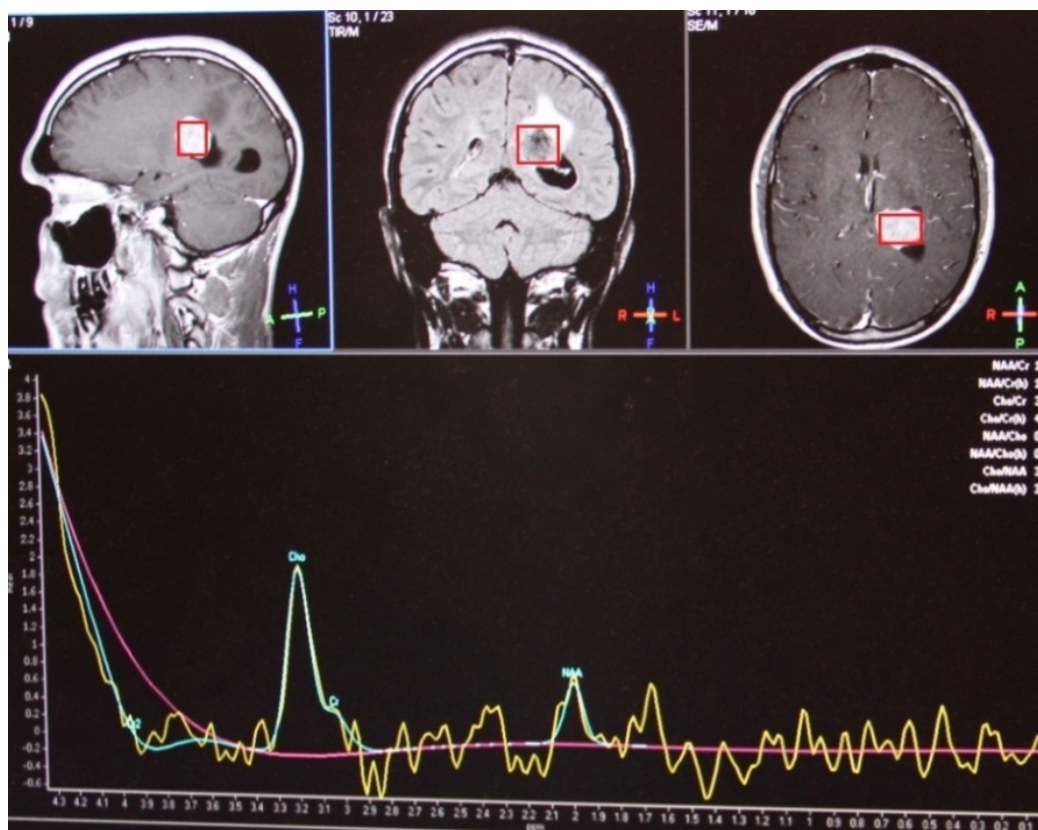 1 / 9
Sc 10, 1 / 23
TIR/M
SE/M
H
A P
F
H
R L
F
A
R
P
NAA/Cr
NAA/Cr(h)
Cho/Cr
Cho/Cr(h)
NAA/Cho
NAA/Cho(h)
Cho/NAA
Cho/NAA(h)
4
3.8
3.4
3.2
3
2.8
2.6
2.4
2.2
2
1.8
1.6
1.4
1.2
1
0.8
0.6
0.4
0.2
0
-0.2
-0.4
-0.6
Cho
Cr
Cr2
NAA
4.3 4.2 4.1 4 3.9 3.8 3.7 3.6 3.5 3.4 3.3 3.2 3.1 3 2.9 2.8 2.7 2.6 2.5 2.4 2.3 2.2 2.1 2 1.9 1.8 1.7 1.6 1.5 1.4 1.3 1.2 1.1 1 0.9 0.8 0.7 0.6 0.5 0.4 0.3 0.2 0.1
ppm